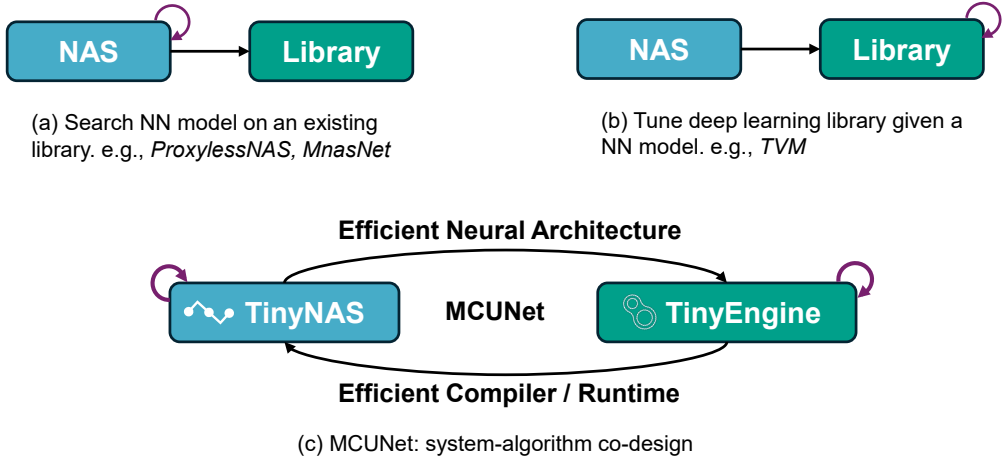 NAS
Library
(a) Search NN model on an existing
library. e.g., ProxylessNAS, MnasNet
NAS
Library
(b) Tune deep learning library given a
NN model. e.g., TVM
Efficient Neural Architecture
TinyNAS
MCUNet
TinyEngine
Efficient Compiler / Runtime
(c) MCUNet: system-algorithm co-design